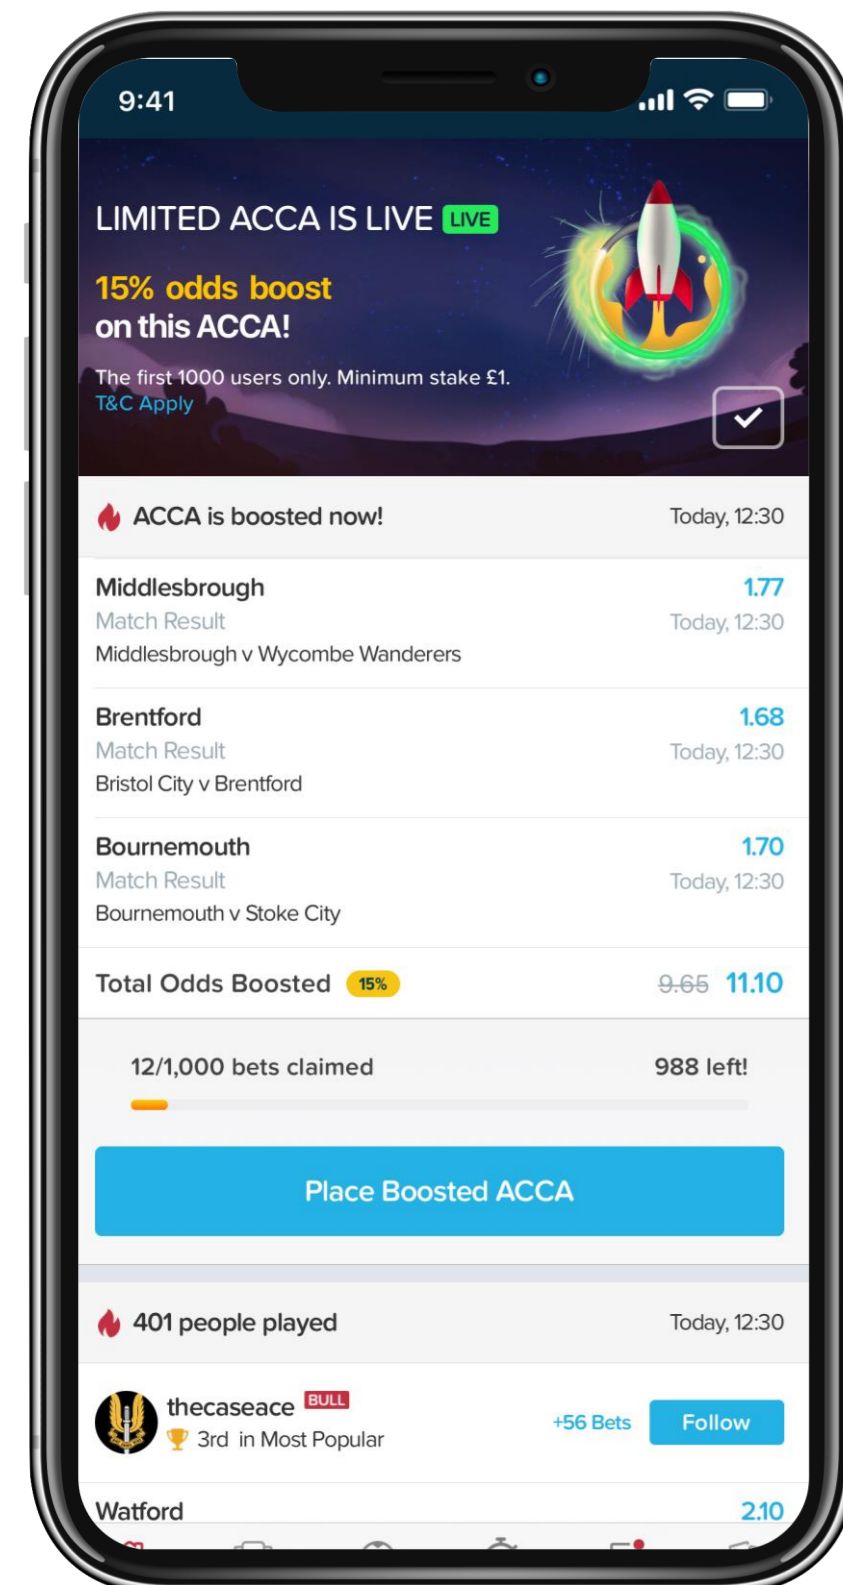 9:41
LIMITED ACCA IS LIVE LIVE
15% odds boost
on this ACCA!
The first 1000 users only. Minimum stake £1.
T&C Apply
ACCA is boosted now! Today, 12:30
Middlesbrough 1.77
Match Result Today, 12:30
Middlesbrough v Wycombe Wanderers
Brentford 1.68
Match Result Today, 12:30
Bristol City v Brentford
Bournemouth 1.70
Match Result Today, 12:30
Bournemouth v Stoke City
Total Odds Boosted 15% 9.65 11.10
12/1,000 bets claimed 988 left!
Place Boosted ACCA
401 people played Today, 12:30
thecaseace BULL
+56 Bets Follow
3rd in Most Popular
Watford 2.10